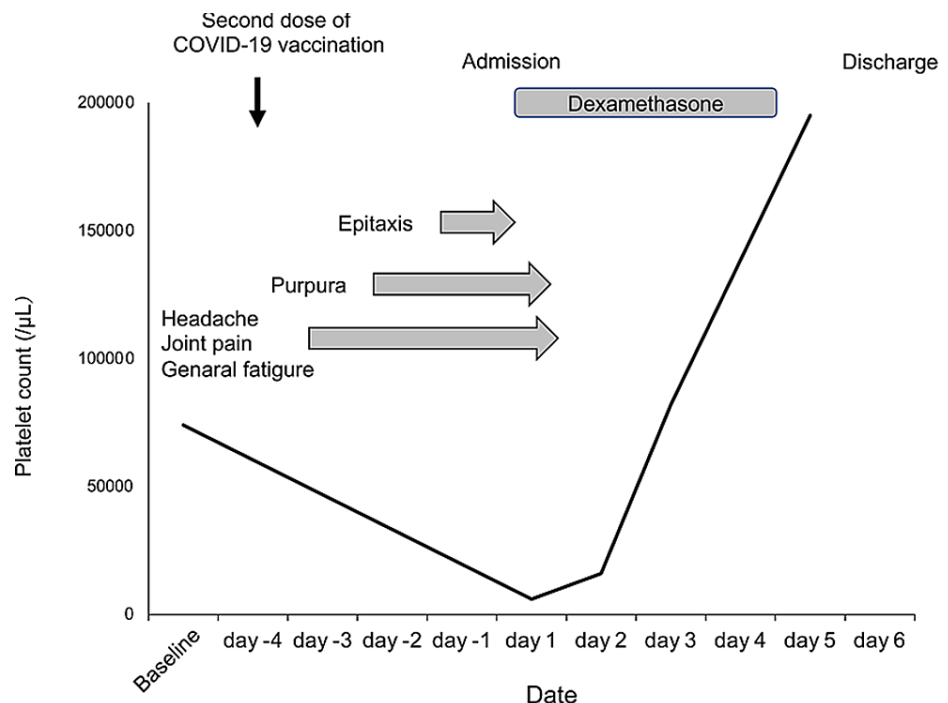 Second dose of
COVID-19 vaccination
Admission
Discharge
Dexamethasone
200000
150000
100000
50000
0
Epitaxis
Purpura
Headache
Joint pain
Genaral fatigure
Platelet count (/μL)
Baseline
day -4
day -3
day -2
day -1
day 1
day 2
day 3
day 4
day 5
day 6
Date